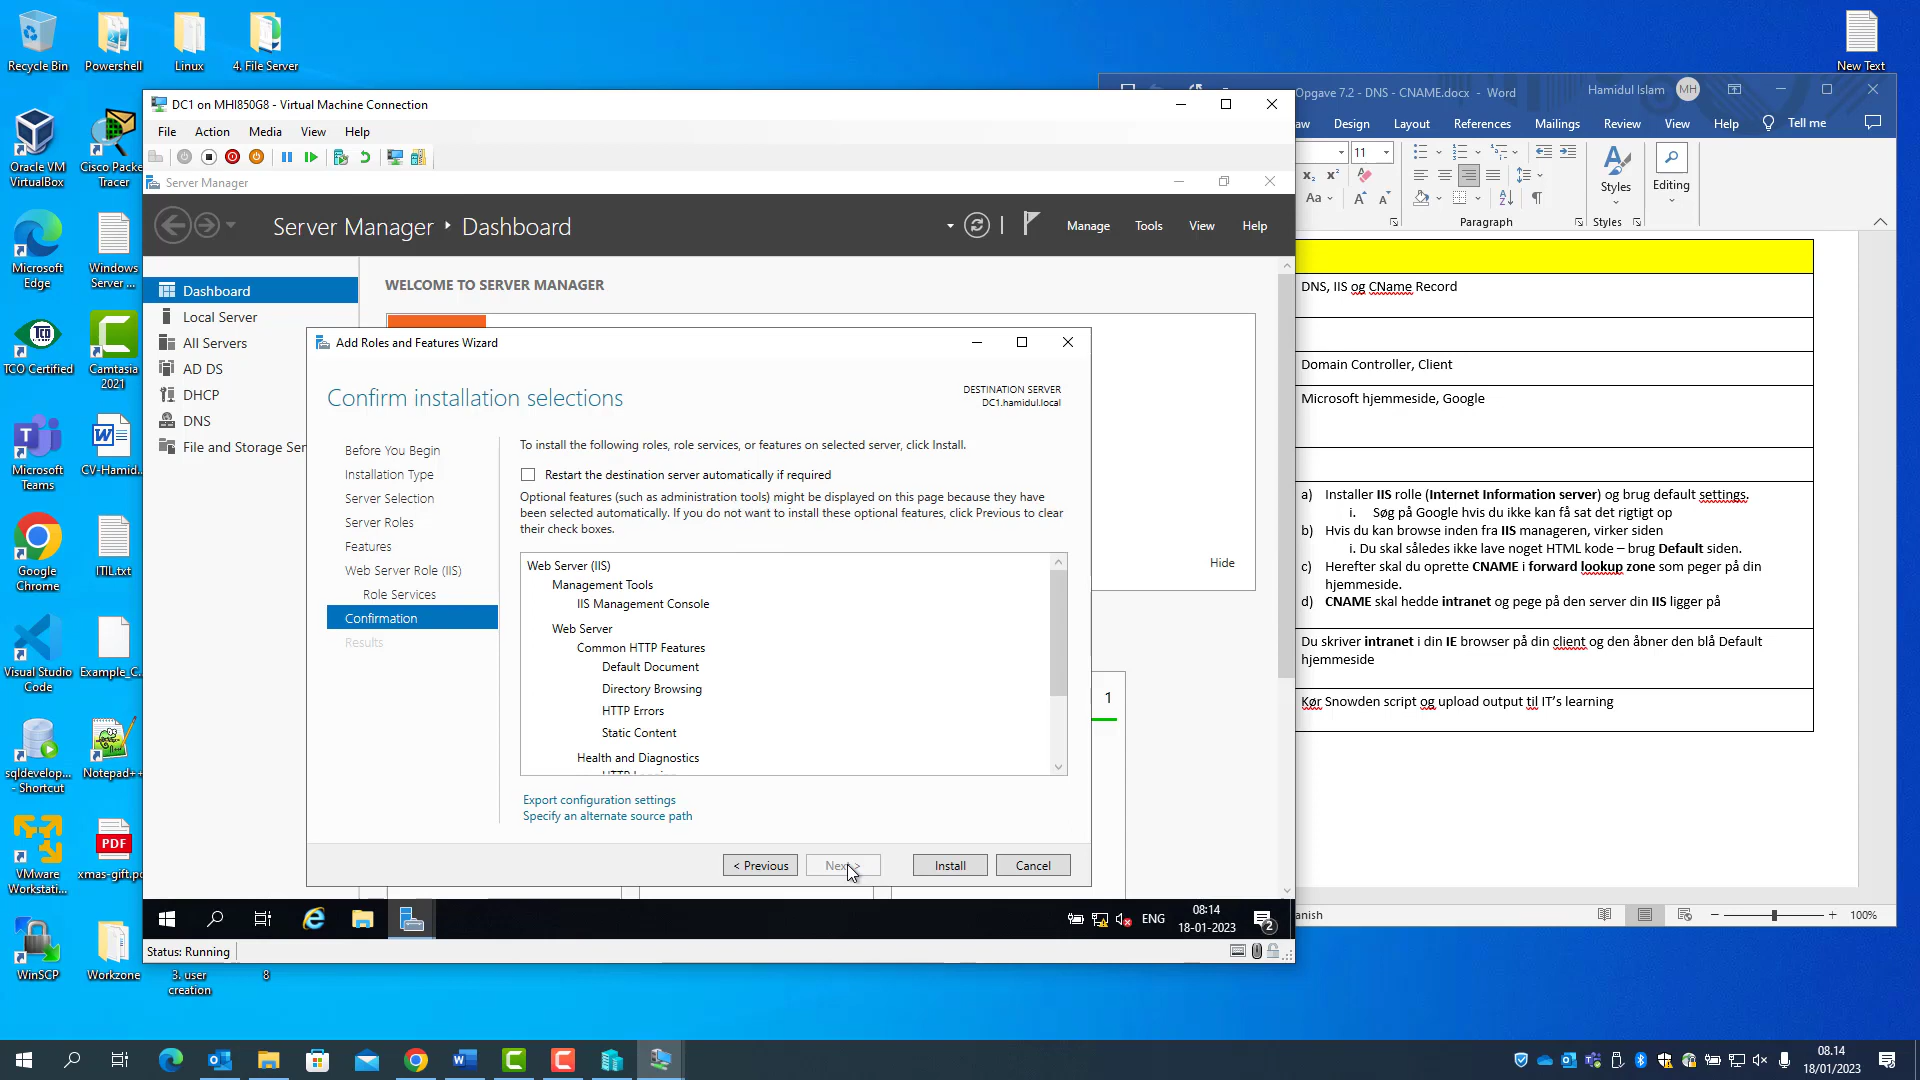 Recycle Bin
Powershell
Linux
4. File Server
New Text
Oracle VM
VirtualBox
Cisco Packe
Tracer
Microsoft
Edge
Windows
Server ...
TCO Certified
Camtasia
2021
Microsoft
Teams
CV-Hamid..
Google
Chrome
ITIL.txt
Visual Studio
Code
Example_C..
sqldevelop...
- Shortcut
Notepad++
VMware
Workstati...
PDF
xmas-gift.pd
WinSCP
Workzone
3. user
creation
8
DC1 on MHI850G8 - Virtual Machine Connection
File Action Media View Help
Server Manager
Server Manager Dashboard
Manage Tools View Help
Dashboard
Local Server
All Servers
AD DS
DHCP
DNS
File and Storage Ser
WELCOME TO SERVER MANAGER
Hide
1
Add Roles and Features Wizard
Confirm installation selections
DESTINATION SERVER
DC1.hamidul.local
Before You Begin
Installation Type
Server Selection
Server Roles
Features
Web Server Role (IIS)
Role Services
Confirmation
Results
To install the following roles, role services, or features on selected server, click Install.
Restart the destination server automatically if required
Optional features (such as administration tools) might be displayed on this page because they have
been selected automatically. If you do not want to install these optional features, click Previous to clear
their check boxes.
Web Server (IIS)
Management Tools
IIS Management Console
Web Server
Common HTTP Features
Default Document
Directory Browsing
HTTP Errors
Static Content
Health and Diagnostics
Export configuration settings
Specify an alternate source path
< Previous
Install
Cancel
ENG
08:14
18-01-2023
2
Status: Running
Opgave 7.2 - DNS - CNAME.docx - Word
Hamidul Islam MH
aw Design Layout References Mailings Review View Help Tell me
11
Aa
Styles
Editing
Paragraph
Styles
DNS, IIS og CName Record
Domain Controller, Client
Microsoft hjemmeside, Google
a) Installer IIS rolle (Internet Information server) og brug default settings.
i. Søg på Google hvis du ikke kan få sat det rigtigt op
b) Hvis du kan browse inden fra IIS manageren, virker siden
i. Du skal således ikke lave noget HTML kode – brug Default siden.
c) Herefter skal du oprette CNAME i forward lookup zone som peger på din
hjemmeside.
d) CNAME skal hedde intranet og pege på den server din IIS ligger på
Du skriver intranet i din IE browser på din client og den åbner den blå Default
hjemmeside
Kør Snowden script og upload output til IT's learning
anish
100%
08.14
18/01/2023